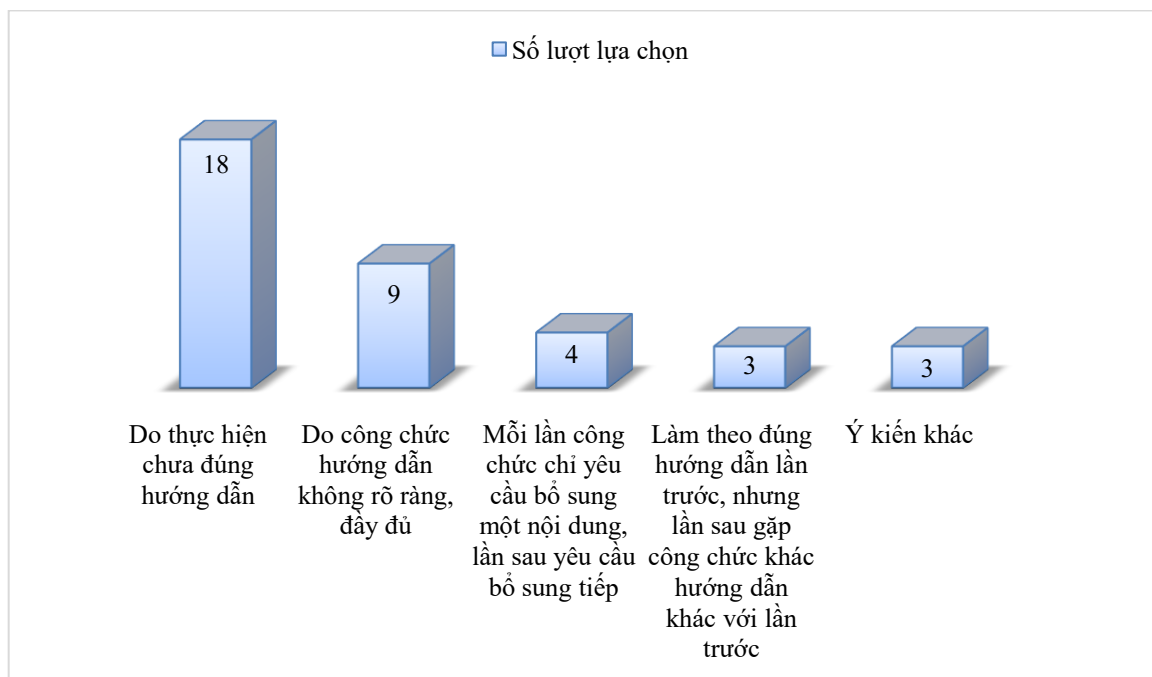 Số lượt lựa chọn
18
9
4
3
3
Do thực hiện
chưa đúng
hướng dẫn
Do công chức
hướng dẫn
không rõ ràng,
đầy đủ
Mỗi lần công
chức chỉ yêu
cầu bổ sung
một nội dung,
lần sau yêu cầu
bổ sung tiếp
Làm theo đúng
hướng dẫn lần
trước, nhưng
lần sau gặp
công chức khác
hướng dẫn
khác với lần
trước
Ý kiến khác